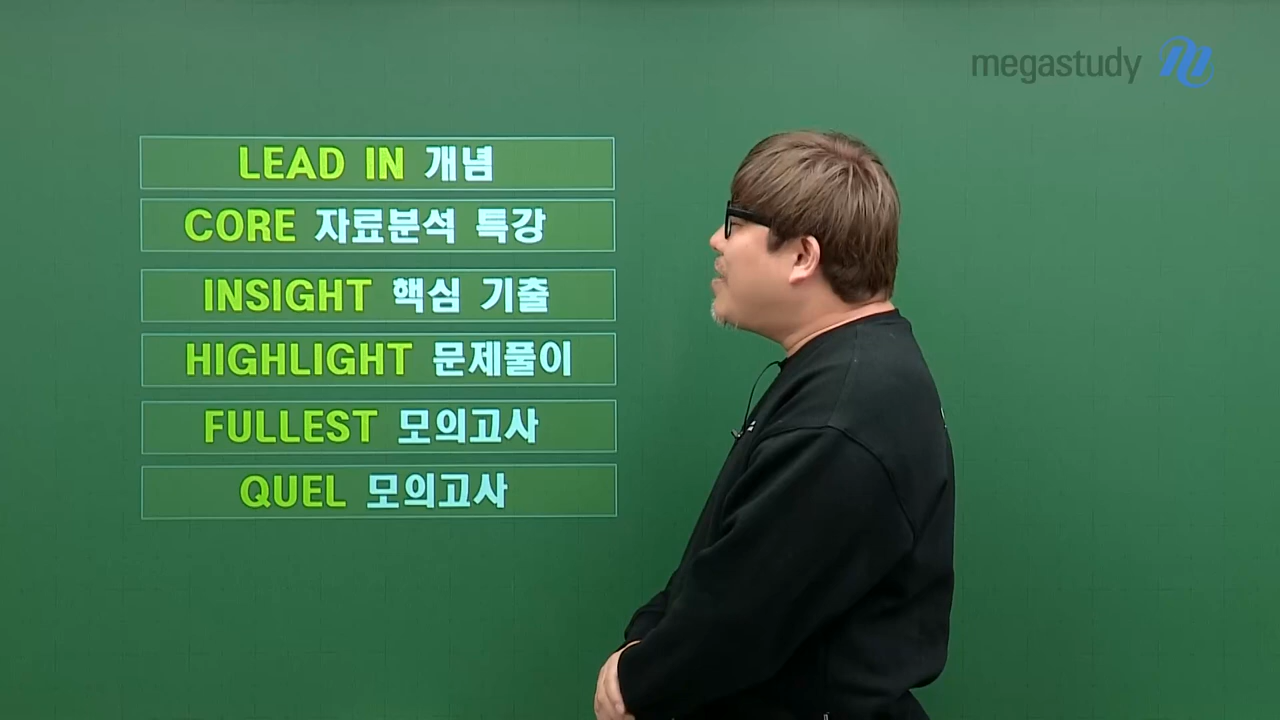 megastudy
LEAD IN 개념
CORE 자료분석 특강
INSIGHT 핵심 기출
HIGHLIGHT 문제풀이
FULLEST 모의고사
QUEL 모의고사